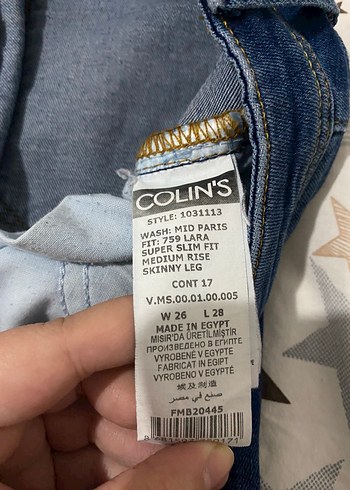 COLIN'S
STYLE: 1031113
WASH: MID PARIS
FIT: 759 LARA
SUPER SLIM FIT
MEDIUM RISE
SKINNY LEG
CONT 17
V.MS.00.01.00.005
W 26 L 28
MADE IN EGYPT
MISIR'DA ÜRETİLMİŞTİR
ПРОИЗВЕДЕНО В ЕГИПТЕ
VYROBENÉ V EGYPTE
FABRICAT IN EGIPT
VYROBENO V EGYPTĚ
埃及制造
صنع في مصر
FMB20445